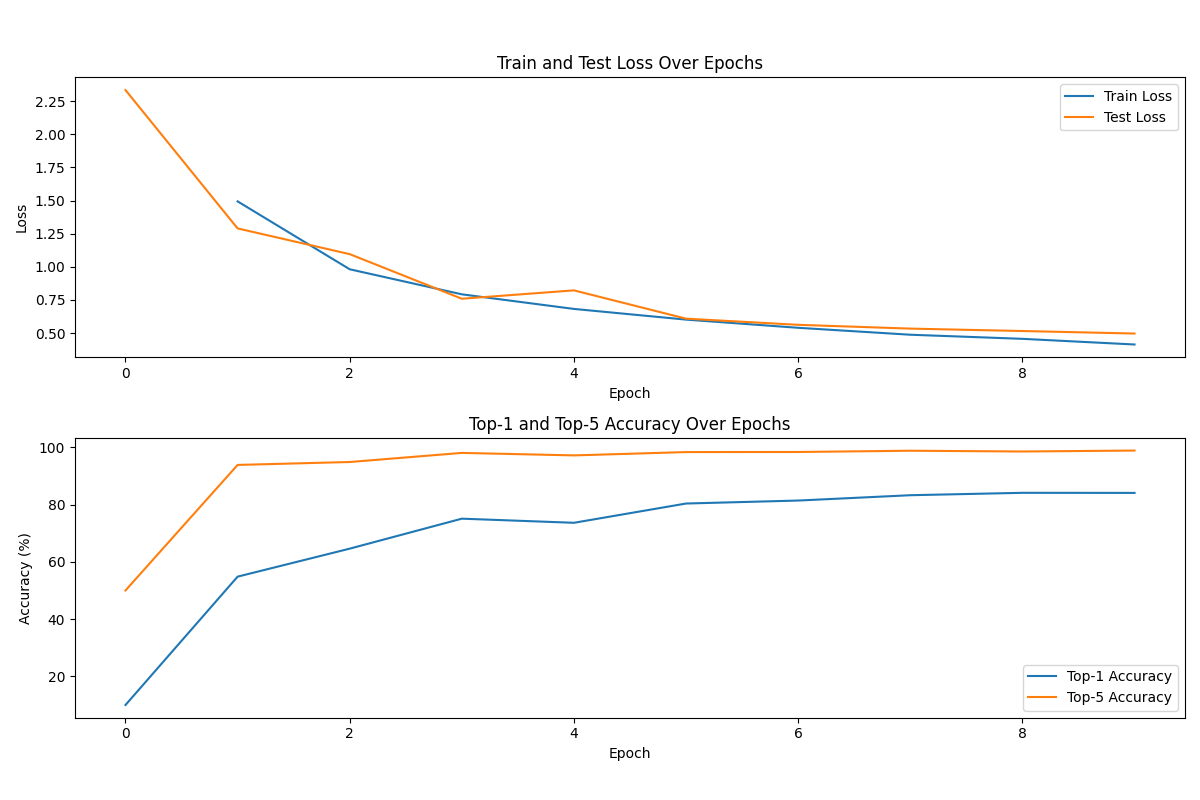 Train and Test Loss Over Epochs
Train Loss
Test Loss
Loss
2.25
2.00
1.75
1.50
1.25
1.00
0.75
0.50
0 2 4 6 8
Epoch
Top-1 and Top-5 Accuracy Over Epochs
Accuracy (%)
100
80
60
40
20
Top-1 Accuracy
Top-5 Accuracy
0 2 4 6 8
Epoch